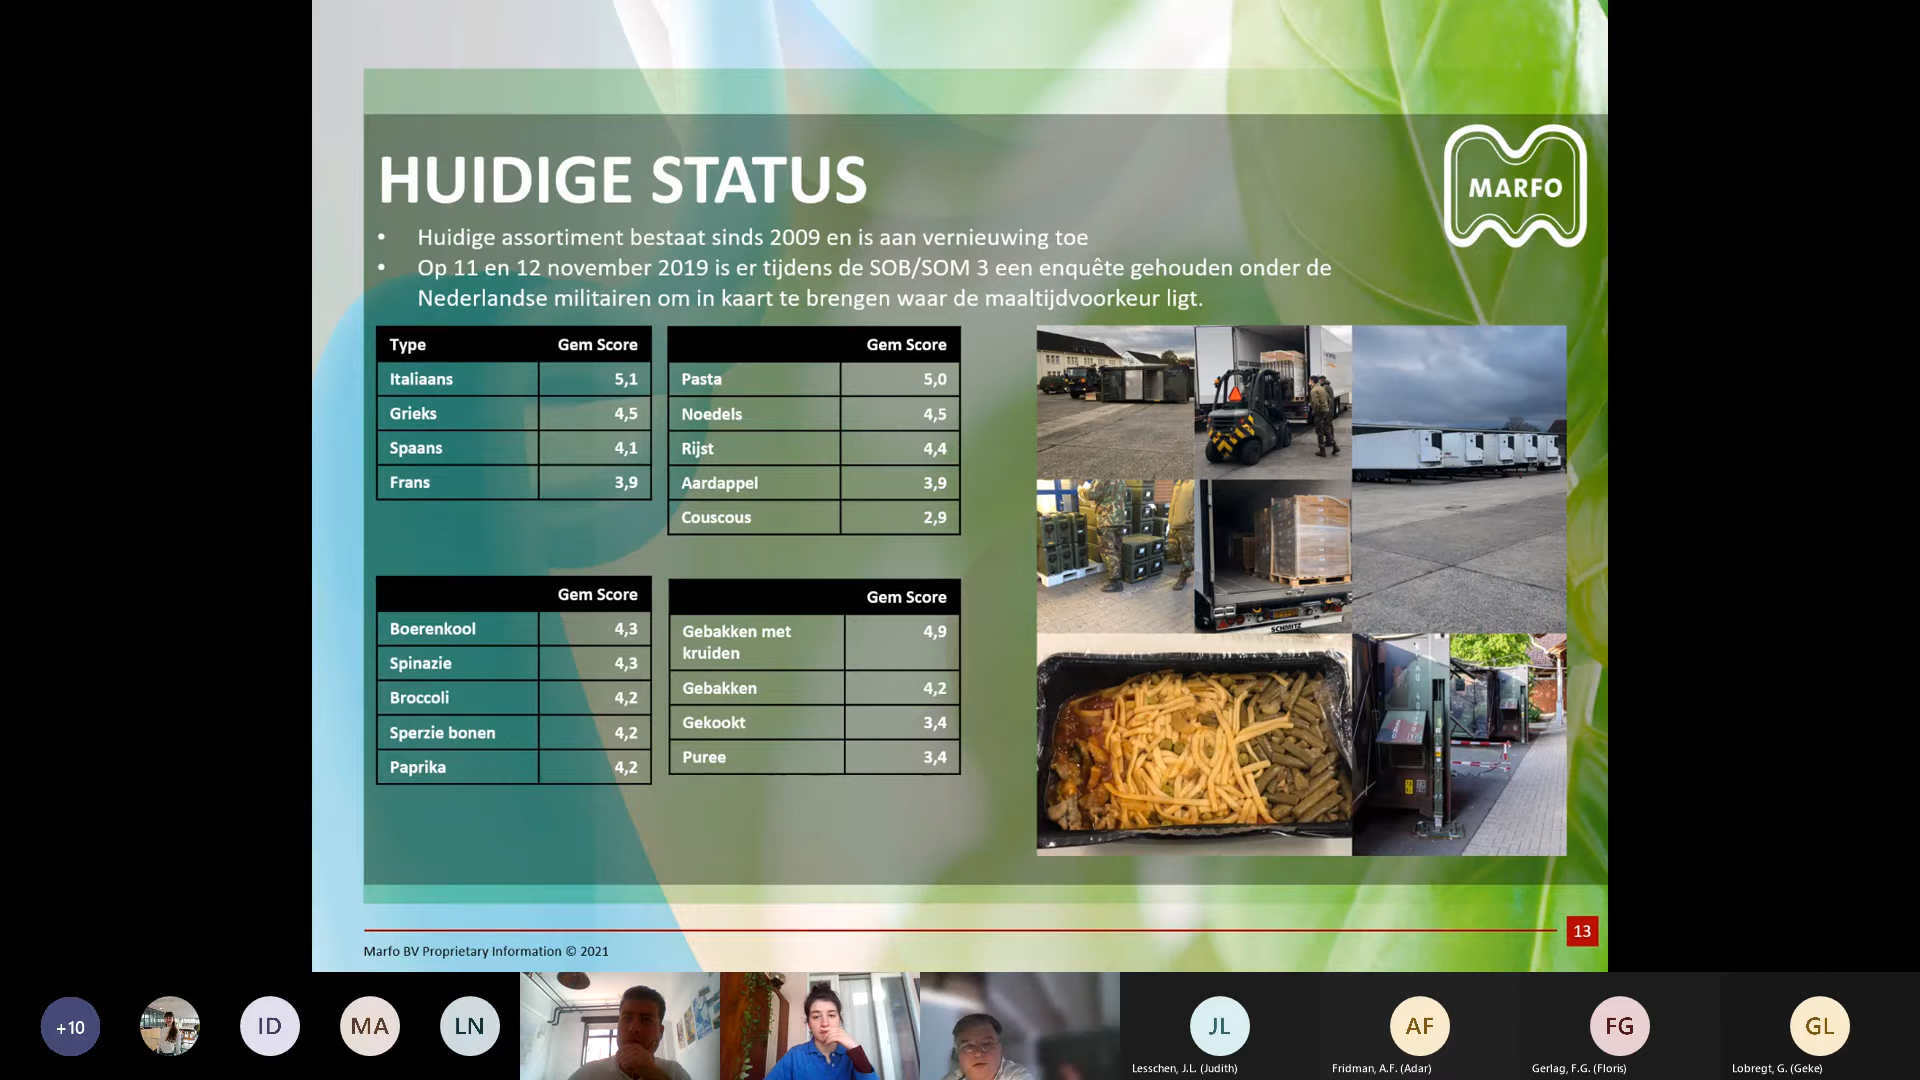 HUIDIGE STATUS
MARFO
• Huidige assortiment bestaat sinds 2009 en is aan vernieuwing toe
• Op 11 en 12 november 2019 is er tijdens de SOB/SOM 3 een enquête gehouden onder de
Nederlandse militairen om in kaart te brengen waar de maaltijdvoorkeur ligt.
Type Gem Score
Italiaans 5,1
Grieks 4,5
Spaans 4,1
Frans 3,9
Gem Score
Pasta 5,0
Noedels 4,5
Rijst 4,4
Aardappel 3,9
Couscous 2,9
Gem Score
Boerenkool 4,3
Spinazie 4,3
Broccoli 4,2
Sperzie bonen 4,2
Paprika 4,2
Gem Score
Gebakken met
kruiden 4,9
Gebakken 4,2
Gekookt 3,4
Puree 3,4
SCHMITZ
13
Marfo BV Proprietary Information © 2021
+10
ID
MA
LN
JL
AF
FG
GL
Lesschen, J.L. (Judith)
Fridman, A.F. (Adar)
Gerlag, F.G. (Floris)
Lobregt, G. (Geke)